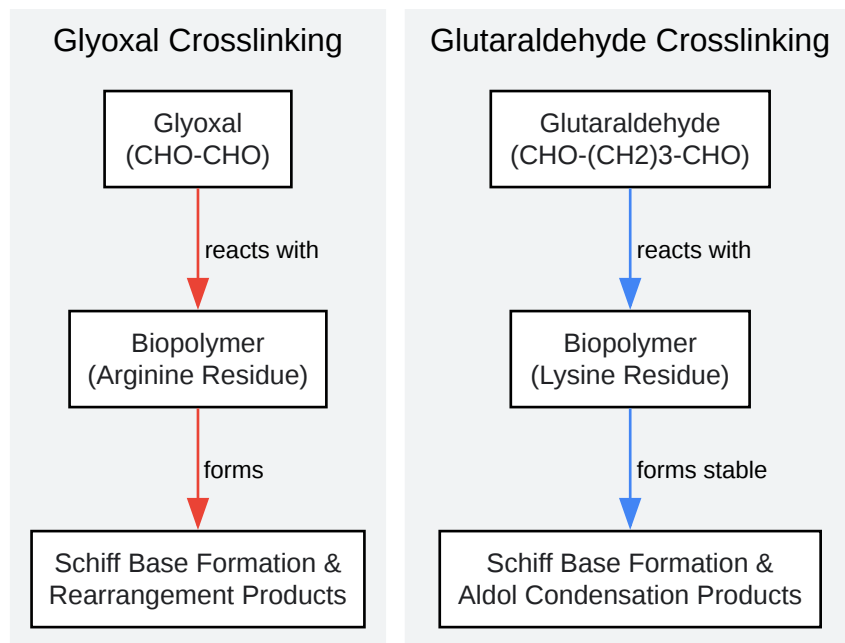 Glyoxal Crosslinking
Glyoxal
(CHO-CHO)
reacts with
Biopolymer
(Arginine Residue)
forms
Schiff Base Formation &
Rearrangement Products
Glutaraldehyde Crosslinking
Glutaraldehyde
(CHO-(CH2)3-CHO)
reacts with
Biopolymer
(Lysine Residue)
forms stable
Schiff Base Formation &
Aldol Condensation Products